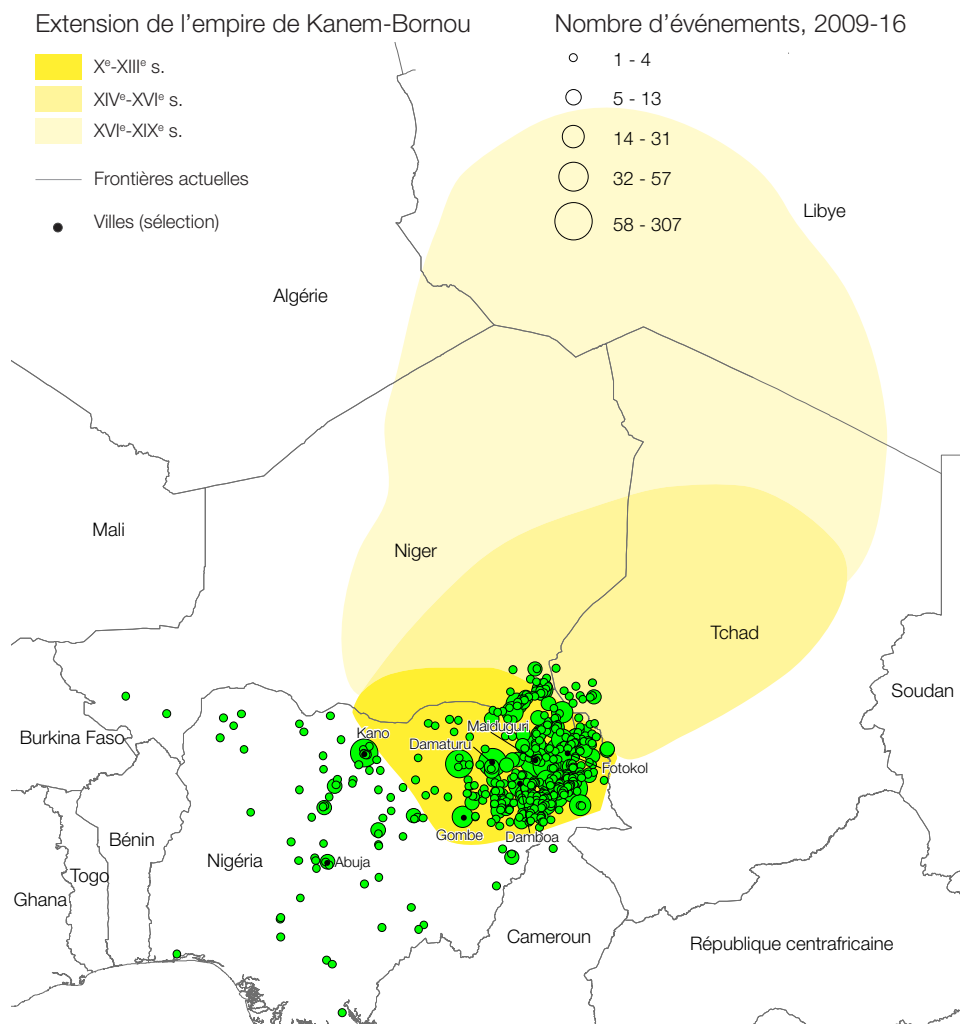 Extension de l’empire de Kanem-Bornou
Xᵉ-XIIIᵉ s.
XIVᵉ-XVIᵉ s.
XVIᵉ-XIXᵉ s.
Frontières actuelles
Villes (sélection)
Nombre d’événements, 2009-16
1 - 4
5 - 13
14 - 31
32 - 57
58 - 307
Libye
Algérie
Mali
Niger
Tchad
Soudan
Burkina Faso
Maiduguri
Kano
Damaturu
Fotokol
Gombe
Damboa
Bénin
Nigéria
Abuja
Togo
Ghana
Cameroun
République centrafricaine